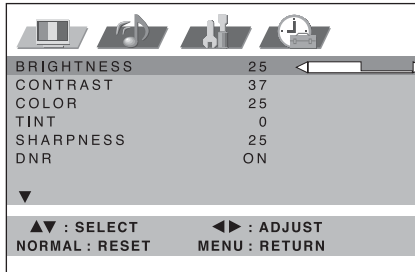 BRIGHTNESS 25
CONTRAST 37
COLOR 25
TINT 0
SHARPNESS 25
DNR ON
▼
▲▼ : SELECT ◀▶ : ADJUST
NORMAL : RESET MENU : RETURN